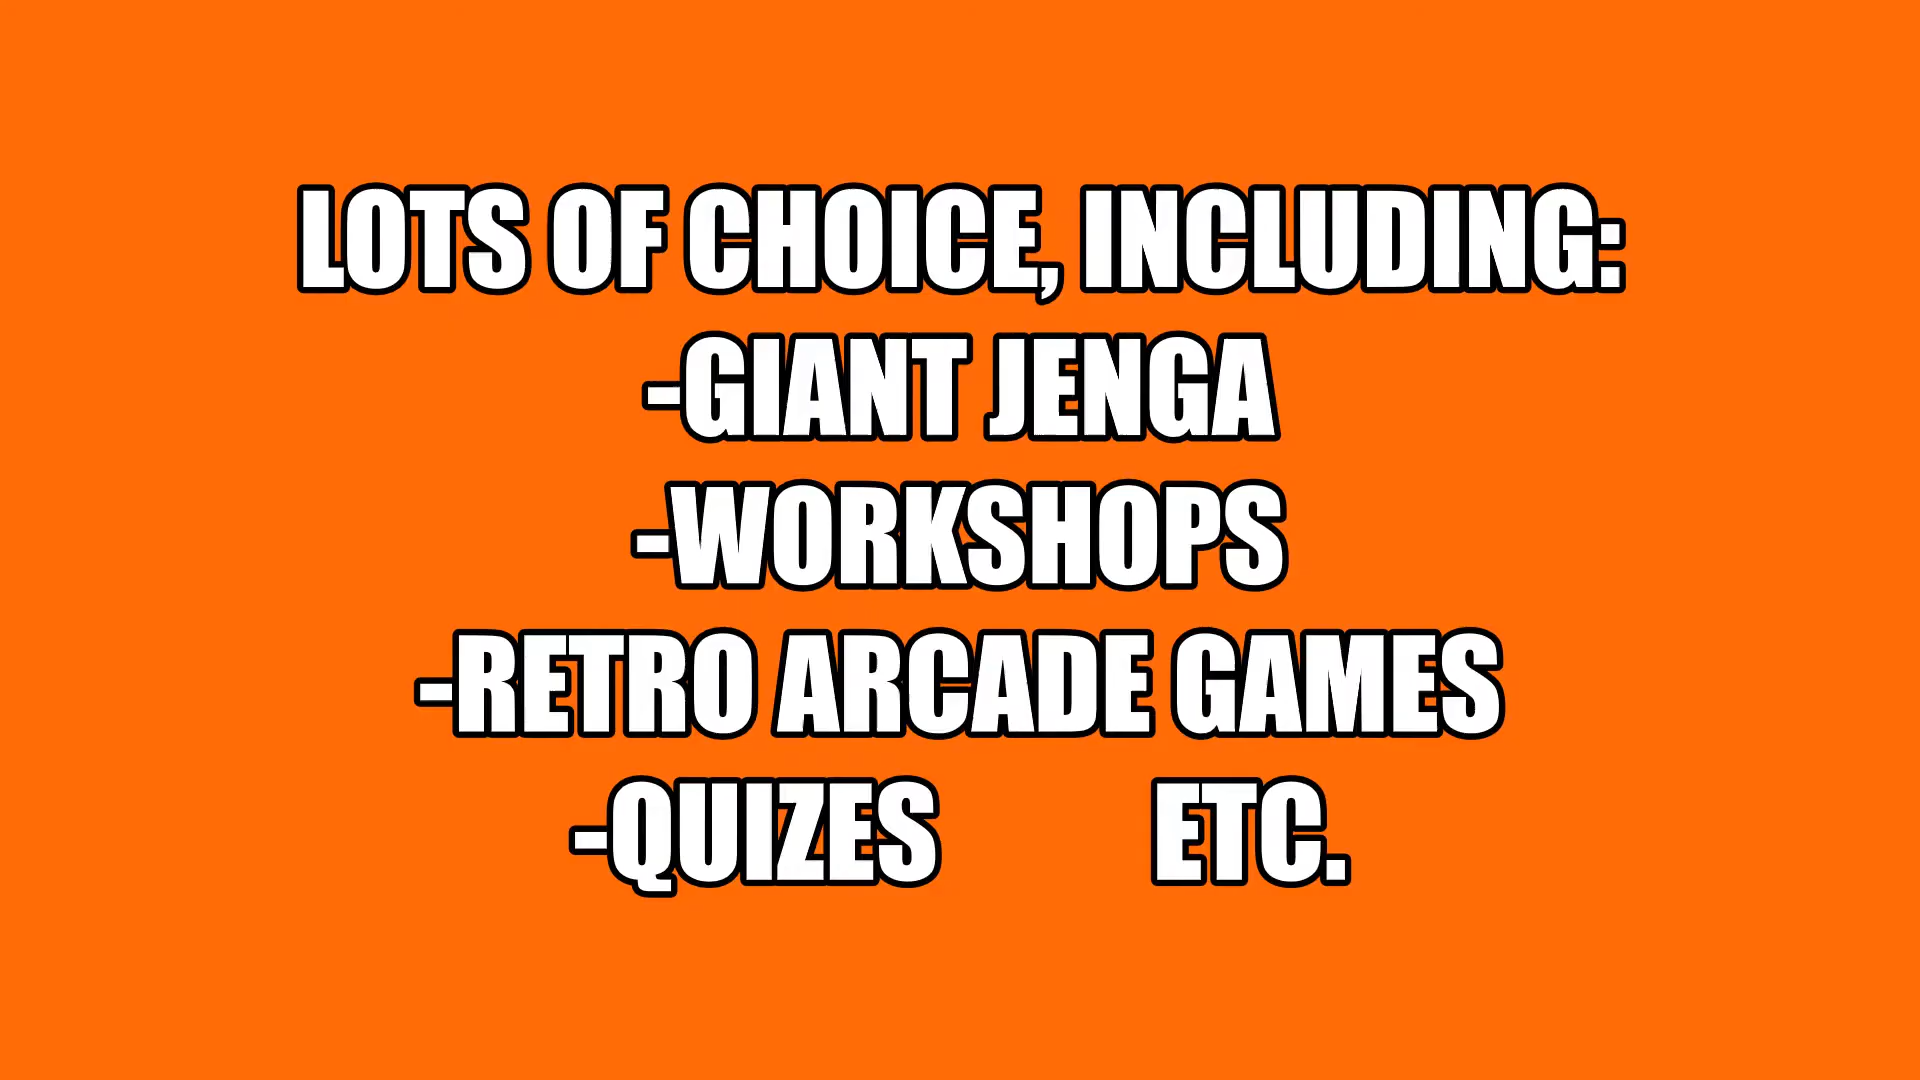 LOTS OF CHOICE, INCLUDING:
-GIANT JENGA
-WORKSHOPS
-RETRO ARCADE GAMES
-QUIZES ETC.